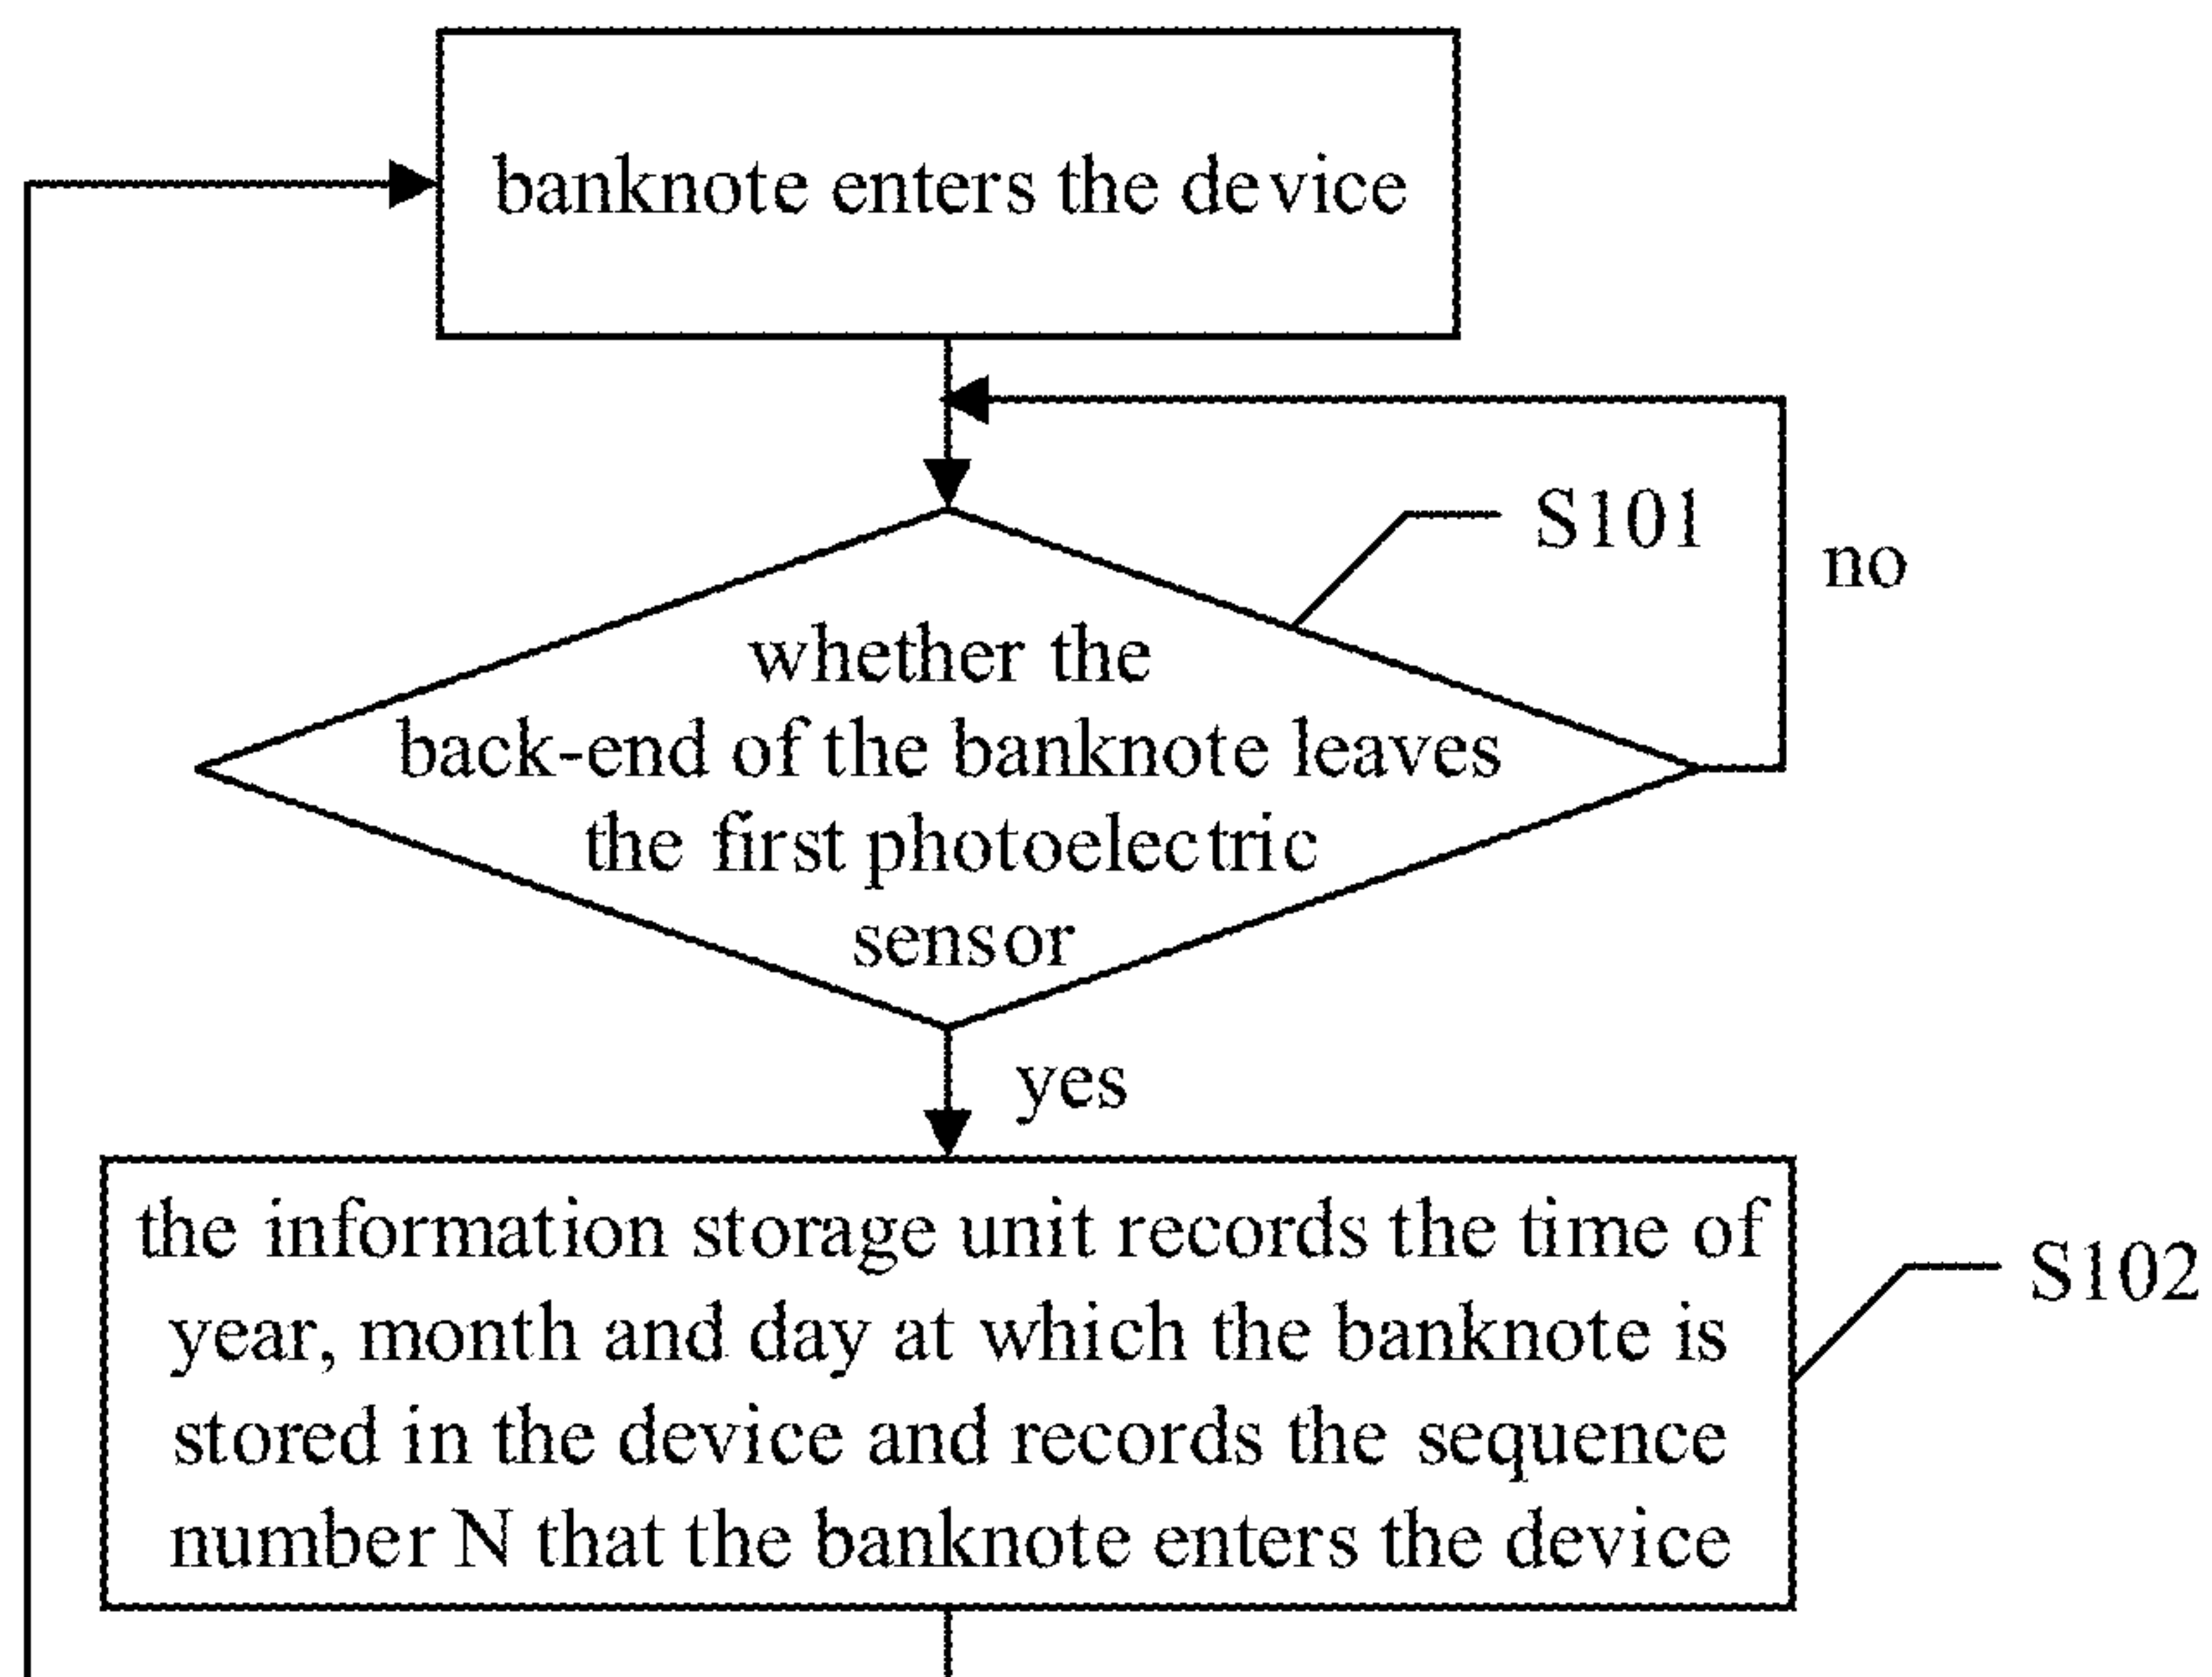 banknote enters the device
S101
no
whether the
back-end of the banknote leaves
the first photoelectric
sensor
yes
the information storage unit records the time of
year, month and day at which the banknote is
stored in the device and records the sequence
number N that the banknote enters the device
S102